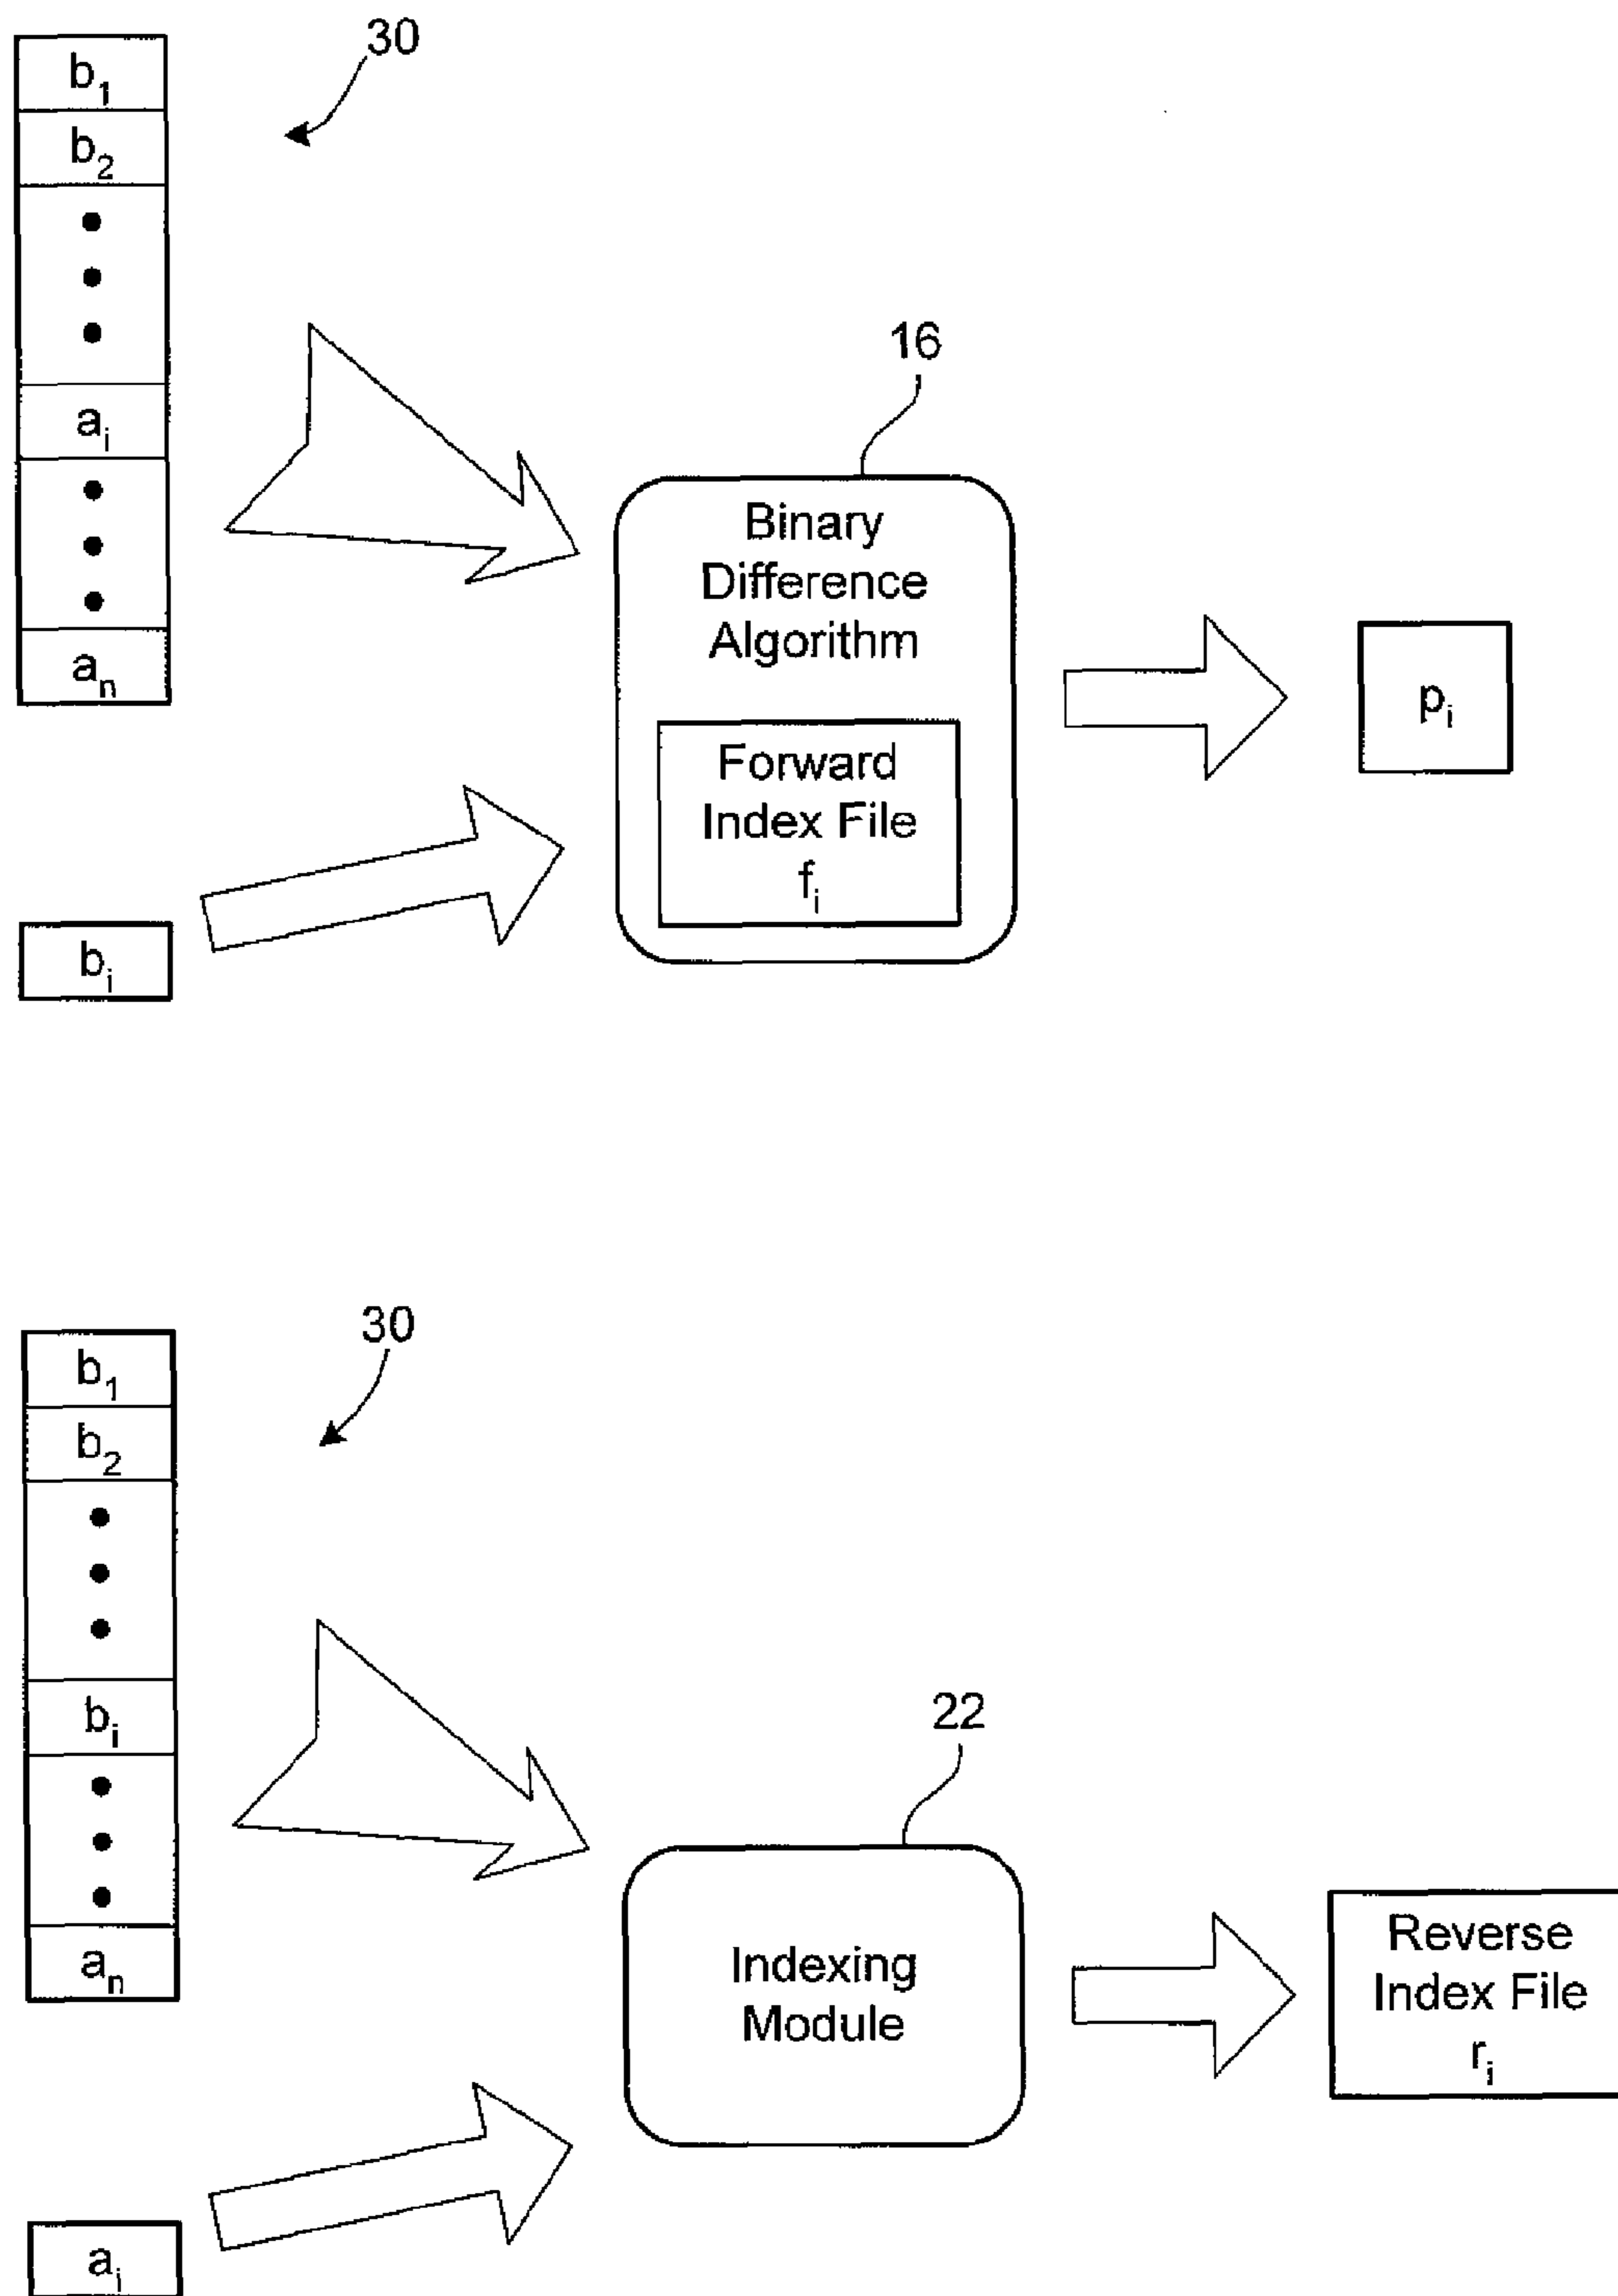 30
b₁
b₂
aᵢ
aₙ
16
Binary
Difference
Algorithm
Forward
Index File
fᵢ
pᵢ
bᵢ
30
b₁
b₂
bᵢ
aₙ
22
Indexing
Module
Reverse
Index File
rᵢ
aᵢ